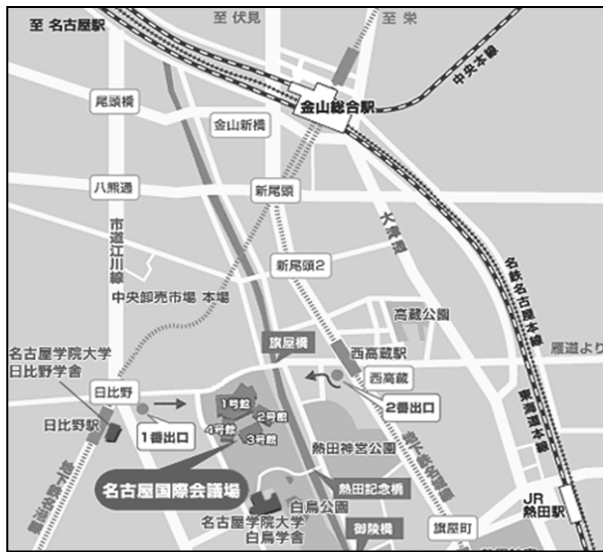 至 名古屋駅
至 伏見
至 栄
中央本線
尾頭橋
金山新橋
金山総合駅
八熊通
新尾頭
市道江川線
大津通
名鉄名古屋本線
新尾頭2
中央卸売市場 本場
高蔵公園
旗屋橋
西高蔵駅
雁道より
名古屋学院大学
日比野学舎
日比野
西高蔵
1号館
2号館
4号館
3号館
2番出口
東海道本線
日比野駅
1番出口
熱田神宮公園
名古屋国際会議場
熱田記念橋
白鳥公園
JR
熱田駅
名古屋学院大学
白鳥学舎
御陵橋
旗屋町